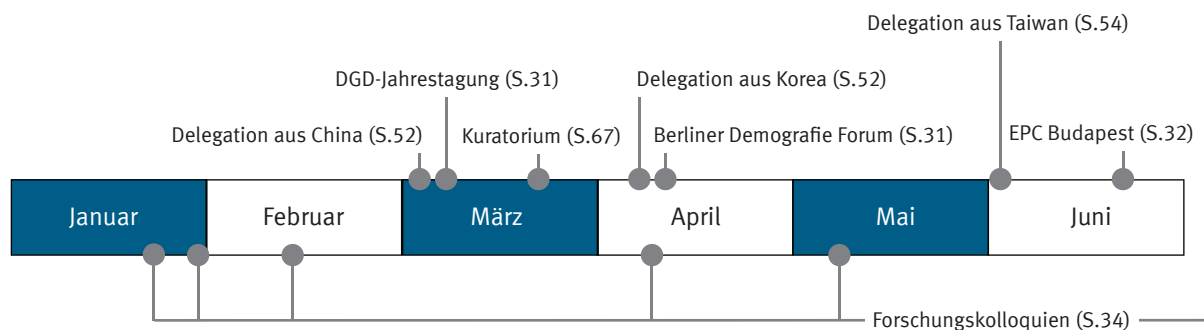 Delegation aus Taiwan (S.54)
DGD-Jahrestagung (S.31)
Delegation aus Korea (S.52)
Delegation aus China (S.52)
Kuratorium (S.67)
Berliner Demografie Forum (S.31)
EPC Budapest (S.32)
Januar
Februar
März
April
Mai
Juni
Forschungskolloquien (S.34)